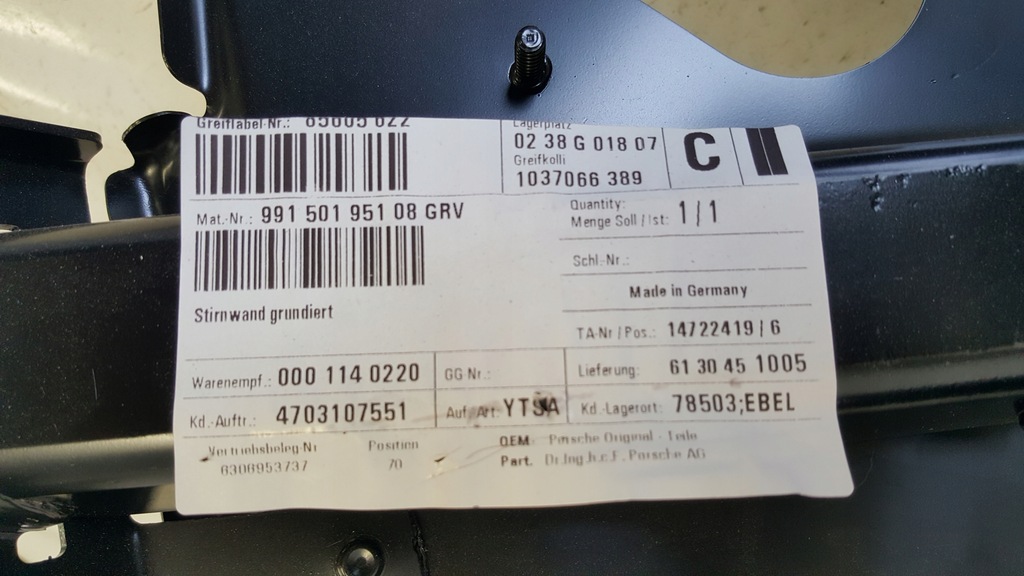 Greiflabel-Nr.: 85605 622
Lagerplatz
02 38 G 018 07
Greifkolli
1037066 389
C
Mat.-Nr.: 991 501 951 08 GRV
Quantity:
Menge Soll / Ist: 1 / 1
Schl.-Nr.:
Made in Germany
Stirnwand grundiert
TA-Nr / Pos.: 14722419 / 6
Warenempf.: 000 114 0220
GG Nr.:
Lieferung: 61 30 45 1005
Kd.-Auftr.: 4703107551
Auf. Art: YTSA
Kd.-Lagerort: 78503;EBEL
Vertriebsbeleg-Nr
6306953737
Position
70
OEM Porsche Original - Teile
Part. Dr.Ing.h.c.F. Porsche AG